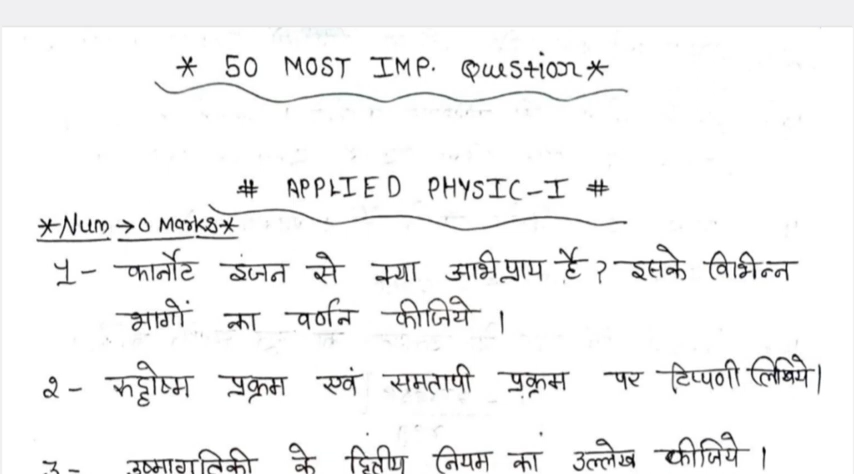 * 50 MOST IMP. Question *
# APPLIED PHYSIC-I #
*Num → 0 Marks*
1- कार्नोट इंजन से क्या अभिप्राय है ? इसके विभिन्न
भागों का वर्णन कीजिये ।
2- रुद्धोष्म प्रक्रम एवं समतापी प्रक्रम पर टिप्पणी लिखिये।
3- उष्मागतिकी के द्वितीय नियम का उल्लेख कीजिये ।